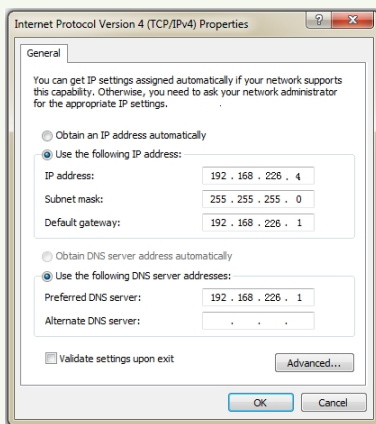 Internet Protocol Version 4 (TCP/IPv4) Properties
General
You can get IP settings assigned automatically if your network supports
this capability. Otherwise, you need to ask your network administrator
for the appropriate IP settings.
Obtain an IP address automatically
Use the following IP address:
IP address: 192 . 168 . 226 . 4
Subnet mask: 255 . 255 . 255 . 0
Default gateway: 192 . 168 . 226 . 1
Obtain DNS server address automatically
Use the following DNS server addresses:
Preferred DNS server: 192 . 168 . 226 . 1
Alternate DNS server: . . .
Validate settings upon exit
Advanced...
OK Cancel